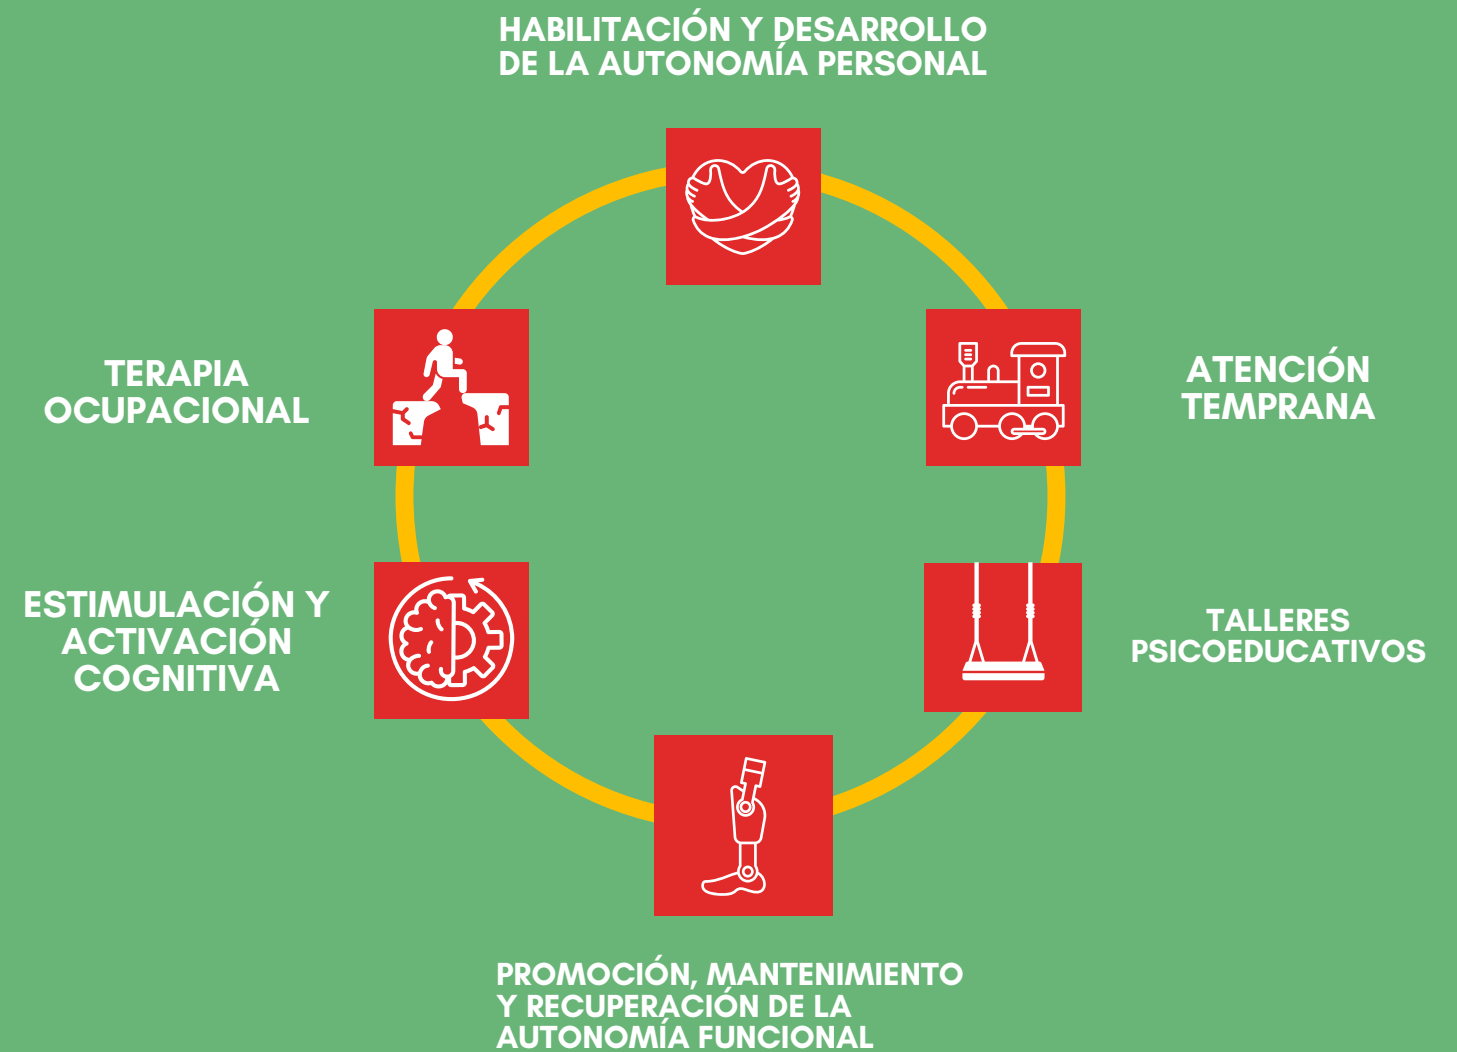 HABILITACIÓN Y DESARROLLO
DE LA AUTONOMÍA PERSONAL
TERAPIA
OCUPACIONAL
ATENCIÓN
TEMPRANA
ESTIMULACIÓN Y
ACTIVACIÓN
COGNITIVA
TALLERES
PSICOEDUCATIVOS
PROMOCIÓN, MANTENIMIENTO
Y RECUPERACIÓN DE LA
AUTONOMÍA FUNCIONAL